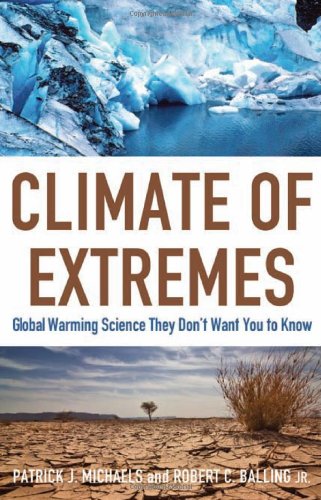 CLIMATE OF
EXTREMES
Global Warming Science They Don't Want You to Know
PATRICK J. MICHAELS and ROBERT C. BALLING JR.